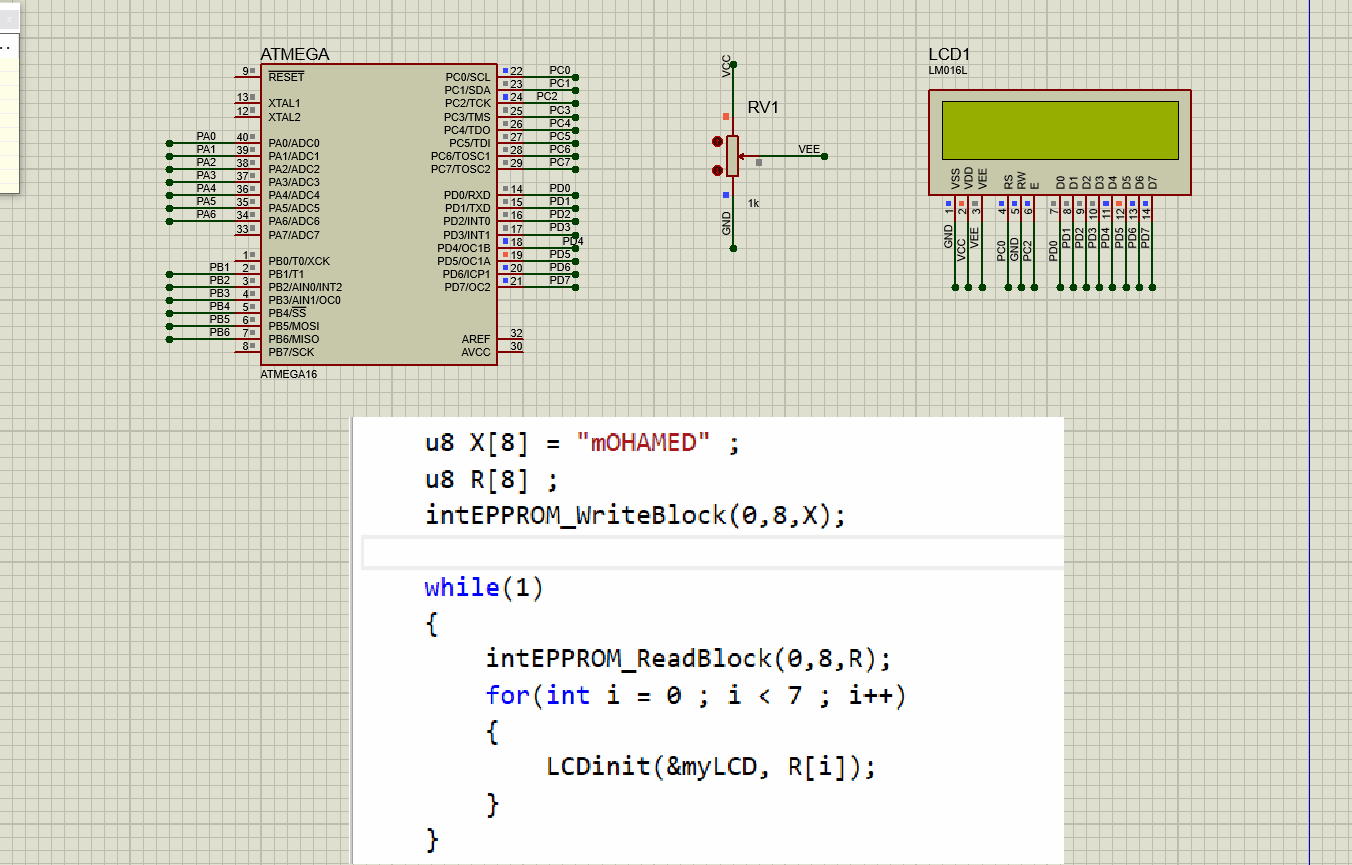 ATMEGA
9 RESET
13 XTAL1
12 XTAL2
PA0 40 PA0/ADC0
PA1 39 PA1/ADC1
PA2 38 PA2/ADC2
PA3 37 PA3/ADC3
PA4 36 PA4/ADC4
PA5 35 PA5/ADC5
PA6 34 PA6/ADC6
33 PA7/ADC7
1 PB0/T0/XCK
PB1 2 PB1/T1
PB2 3 PB2/AIN0/INT2
PB3 4 PB3/AIN1/OC0
PB4 5 PB4/SS
PB5 6 PB5/MOSI
PB6 7 PB6/MISO
8 PB7/SCK
PC0/SCL 22 PC0
PC1/SDA 23 PC1
PC2/TCK 24 PC2
PC3/TMS 25 PC3
PC4/TDO 26 PC4
PC5/TDI 27 PC5
PC6/TOSC1 28 PC6
PC7/TOSC2 29 PC7
PD0/RXD 14 PD0
PD1/TXD 15 PD1
PD2/INT0 16 PD2
PD3/INT1 17 PD3
PD4/OC1B 18 PD4
PD5/OC1A 19 PD5
PD6/ICP1 20 PD6
PD7/OC2 21 PD7
AREF 32
AVCC 30
ATMEGA16
VCC
RV1
VEE
1k
GND
LCD1
LM016L
VSS VDD VEE RS RW E D0 D1 D2 D3 D4 D5 D6 D7
1 2 3 4 5 6 7 8 9 10 11 12 13 14
GND VCC VEE PC0 GND PC2 PD0 PD1 PD2 PD3 PD4 PD5 PD6 PD7
u8 X[8] = "mOHAMED" ;
u8 R[8] ;
intEPPROM_WriteBlock(0,8,X);
while(1)
{
intEPPROM_ReadBlock(0,8,R);
for(int i = 0 ; i < 7 ; i++)
{
LCDinit(&myLCD, R[i]);
}
}